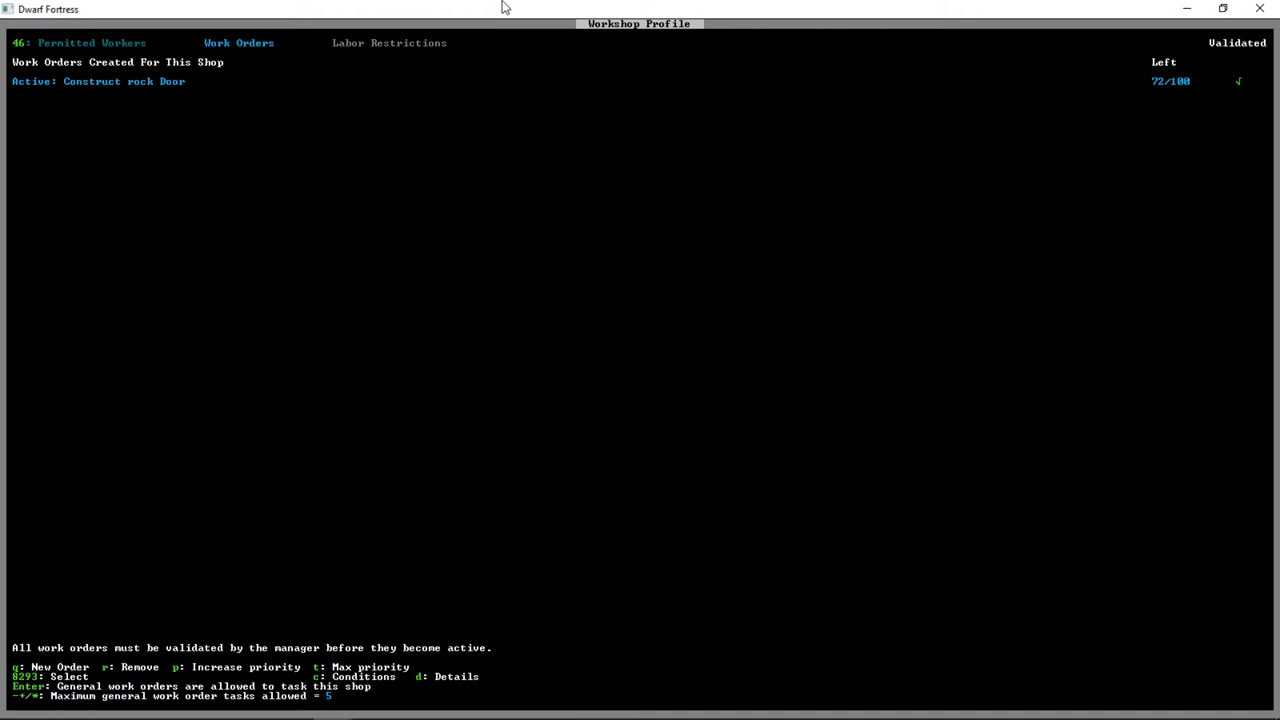 Dwarf Fortress
Workshop Profile
46: Permitted Workers Work Orders Labor Restrictions Validated
Work Orders Created For This Shop Left
Active: Construct rock Door 72/100 √
All work orders must be validated by the manager before they become active.
q: New Order r: Remove p: Increase priority t: Max priority
8293: Select c: Conditions d: Details
Enter: General work orders are allowed to task this shop
-+/*: Maximum general work order tasks allowed = 5